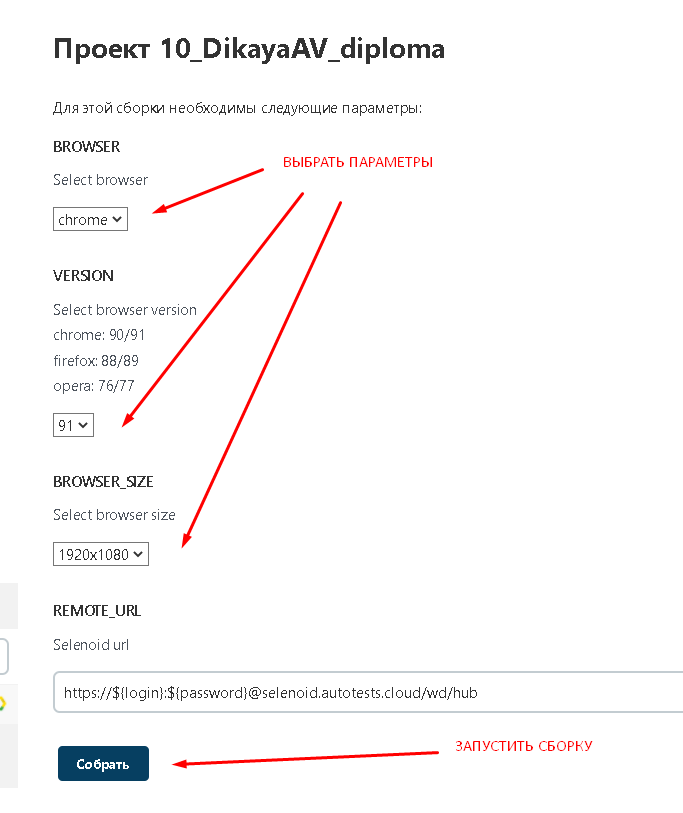 Проект 10_DikayaAV_diploma
Для этой сборки необходимы следующие параметры:
BROWSER
ВЫБРАТЬ ПАРАМЕТРЫ
Select browser
chrome
VERSION
Select browser version
chrome: 90/91
firefox: 88/89
opera: 76/77
91
BROWSER_SIZE
Select browser size
1920x1080
REMOTE_URL
Selenoid url
https://${login}:${password}@selenoid.autotests.cloud/wd/hub
ЗАПУСТИТЬ СБОРКУ
Собрать